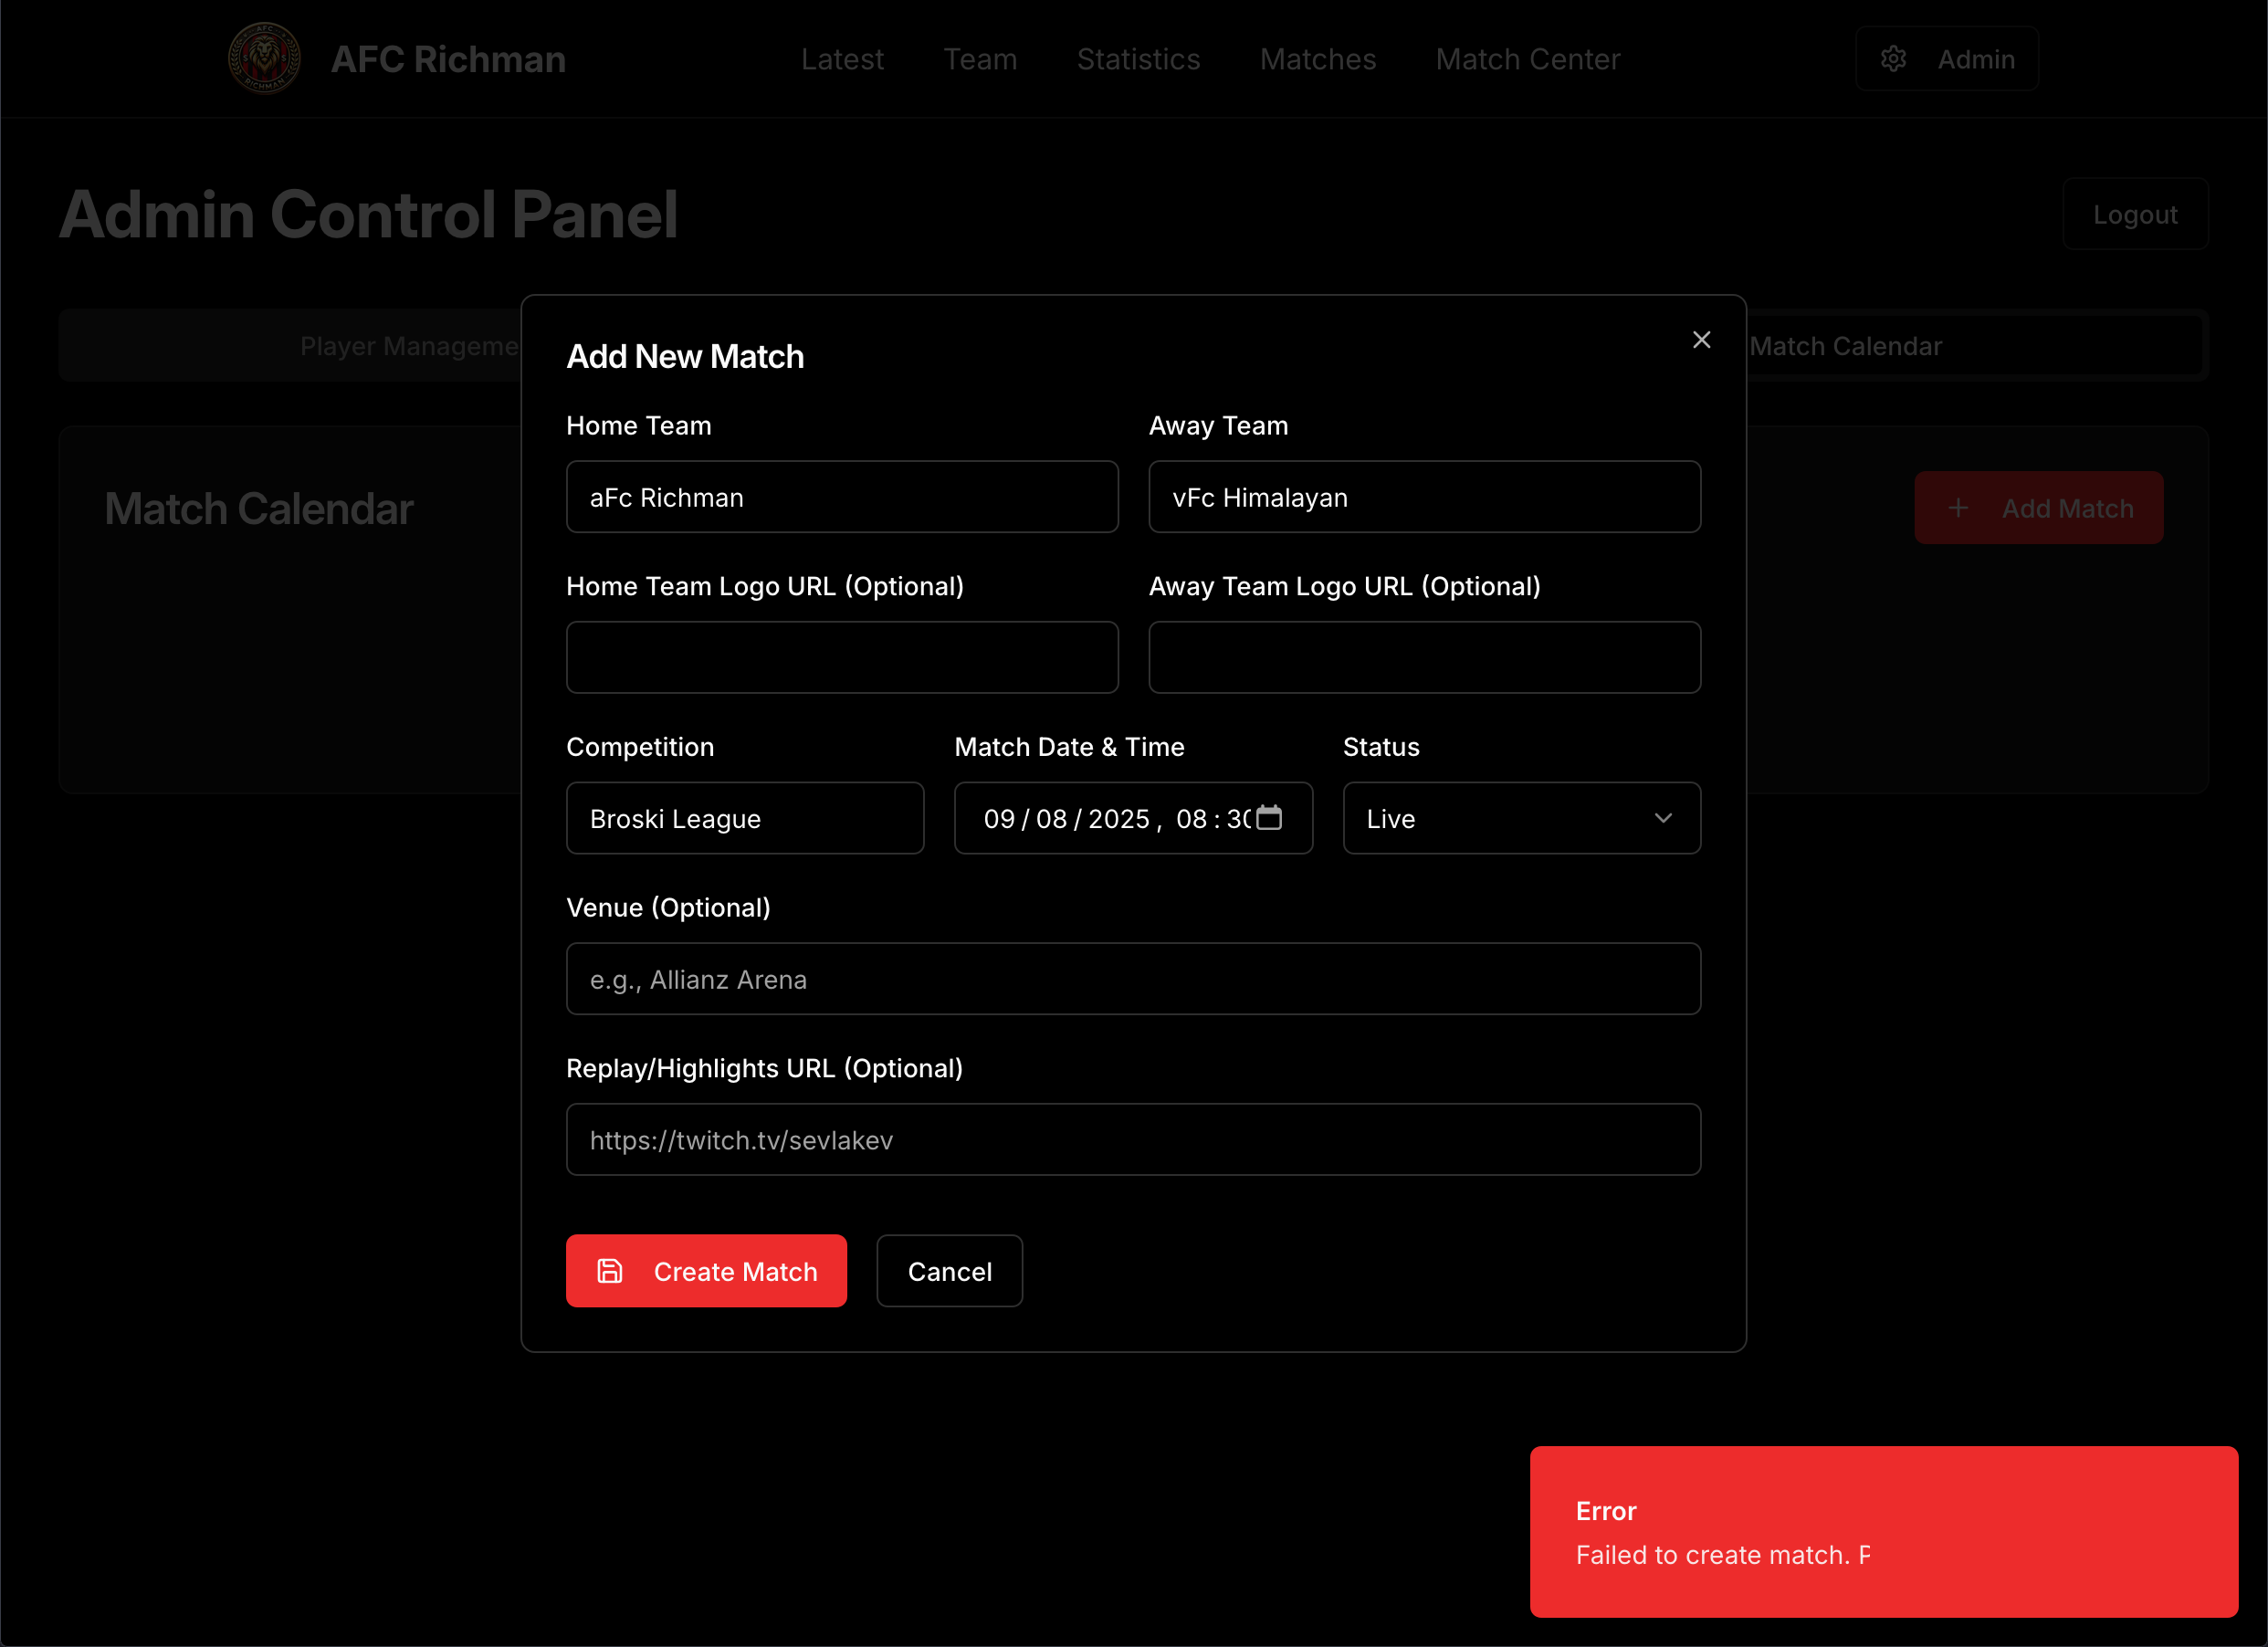 AFC
RICHMAN
AFC Richman
Latest
Team
Statistics
Matches
Match Center
Admin
Admin Control Panel
Logout
Player Manageme
Match Calendar
Match Calendar
Add Match
Add New Match
Home Team
Away Team
aFc Richman
vFc Himalayan
Home Team Logo URL (Optional)
Away Team Logo URL (Optional)
Competition
Match Date & Time
Status
Broski League
09/08/2025, 08:30
Live
Venue (Optional)
e.g., Allianz Arena
Replay/Highlights URL (Optional)
https://twitch.tv/sevlakev
Create Match
Cancel
Error
Failed to create match. P